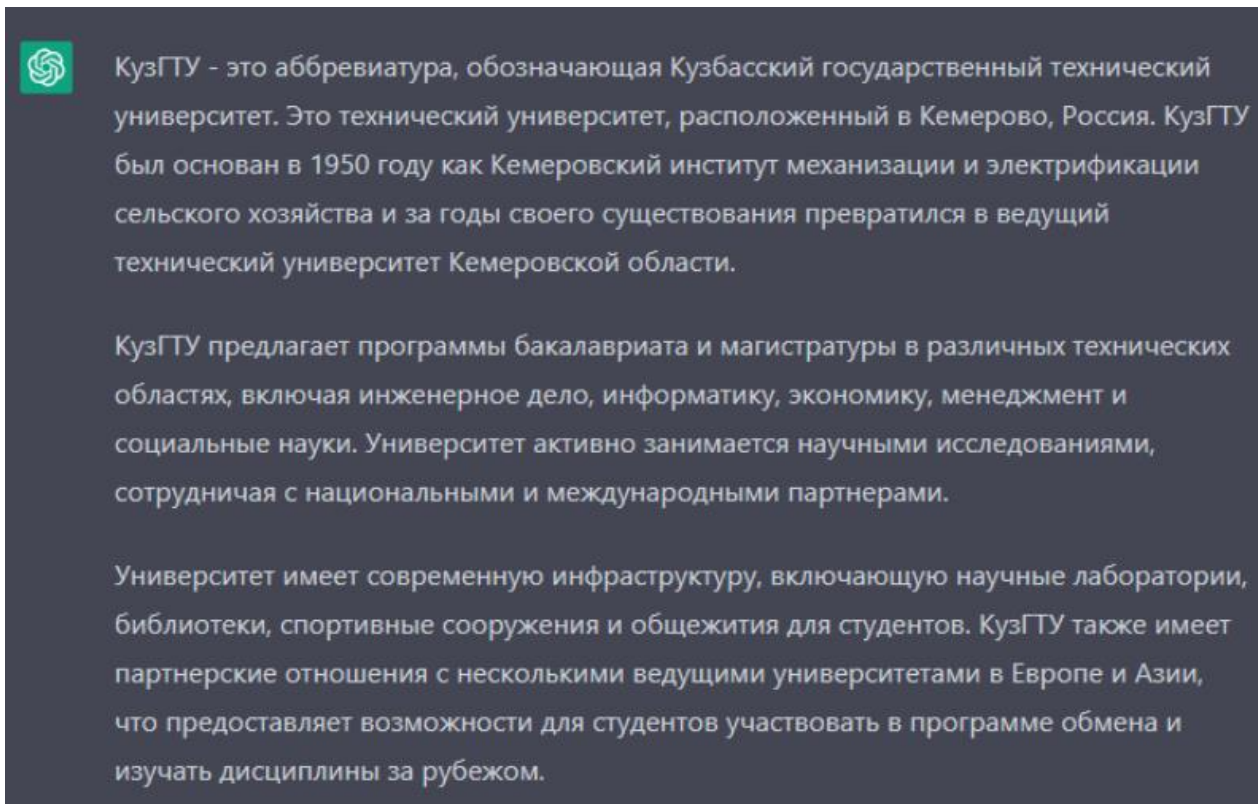 КузГТУ - это аббревиатура, обозначающая Кузбасский государственный технический
университет. Это технический университет, расположенный в Кемерово, Россия. КузГТУ
был основан в 1950 году как Кемеровский институт механизации и электрификации
сельского хозяйства и за годы своего существования превратился в ведущий
технический университет Кемеровской области.
КузГТУ предлагает программы бакалавриата и магистратуры в различных технических
областях, включая инженерное дело, информатику, экономику, менеджмент и
социальные науки. Университет активно занимается научными исследованиями,
сотрудничая с национальными и международными партнерами.
Университет имеет современную инфраструктуру, включающую научные лаборатории,
библиотеки, спортивные сооружения и общежития для студентов. КузГТУ также имеет
партнерские отношения с несколькими ведущими университетами в Европе и Азии,
что предоставляет возможности для студентов участвовать в программе обмена и
изучать дисциплины за рубежом.